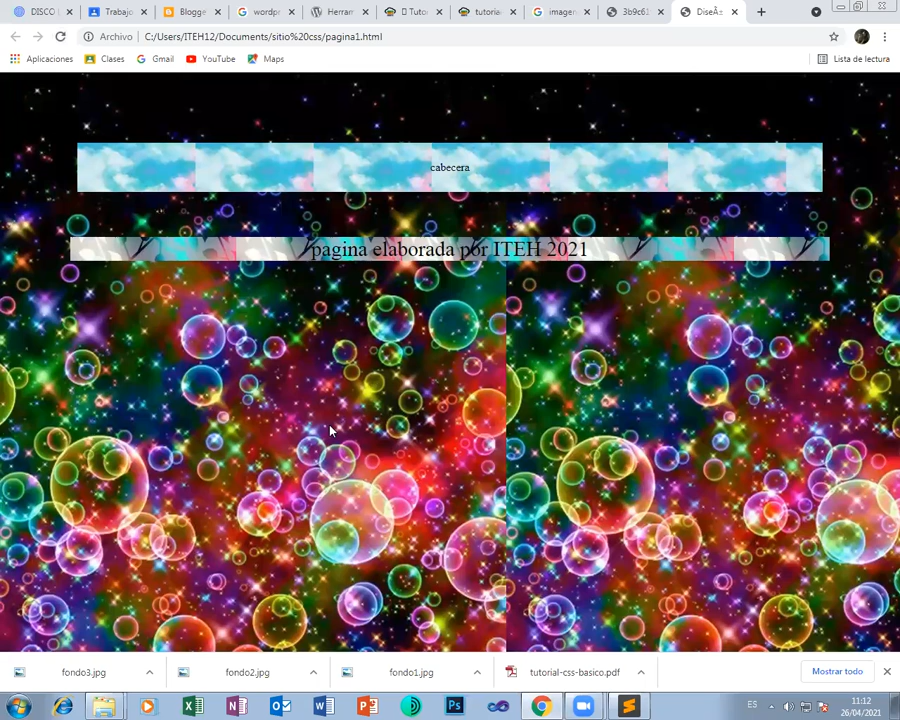 DISCO
Trabajo
Blogge
wordp
Herram
Tuto
tutoria
imagen
3b9c61
DiseÃ±
Archivo | C:/Users/ITEH12/Documents/sitio%20css/pagina1.html
Aplicaciones Clases Gmail YouTube Maps Lista de lectura
cabecera
pagina elaborada por ITEH 2021
fondo3.jpg fondo2.jpg fondo1.jpg tutorial-css-basico.pdf Mostrar todo
ES 11:12
26/04/2021